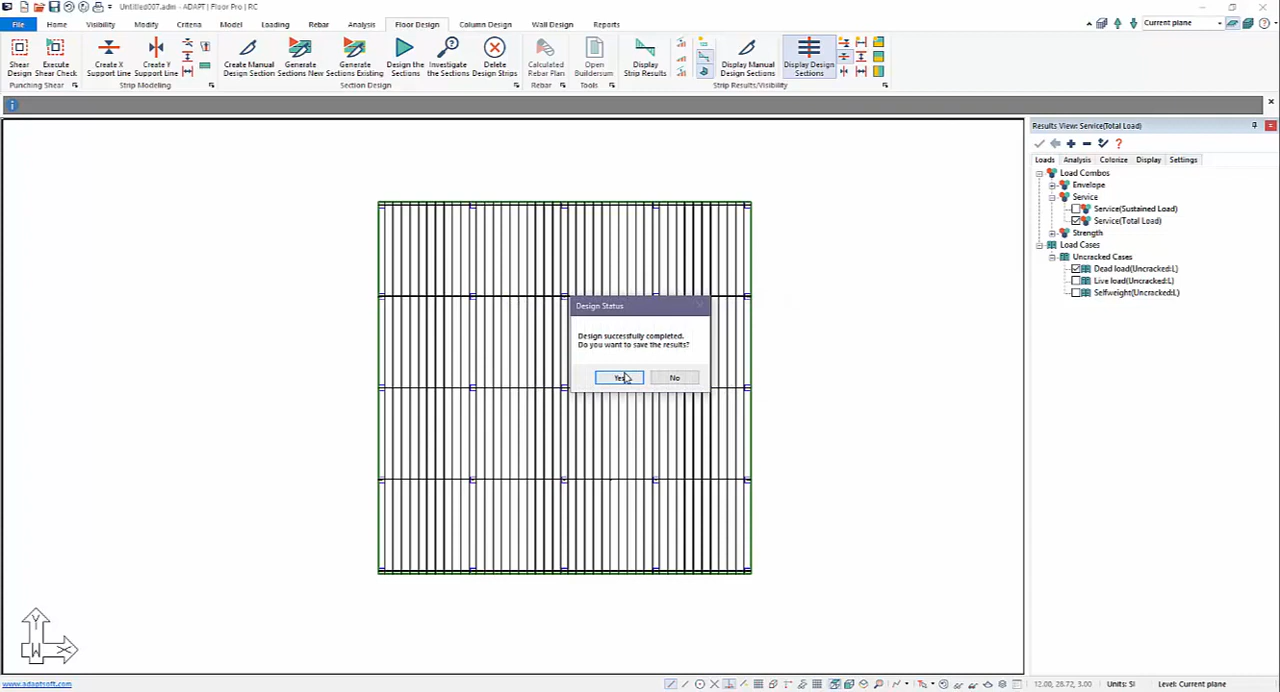 Untitled007.adm - ADAPT | Floor Pro | RC
File Home Visibility Modify Criteria Model Loading Rebar Analysis Floor Design Column Design Wall Design Reports Current plane
Shear Design Execute Shear Check Create X Support Line Create Y Support Line Create Manual Design Section Generate Sections New Generate Sections Existing Design the Sections Investigate the Sections Delete Design Strips Calculated Rebar Plan Open Buildersum Display Strip Results Display Manual Design Sections Display Design Sections
Punching Shear Strip Modeling Section Design Rebar Tools Strip Results/Visibility
Results View: Service(Total Load)
Loads Analysis Colorize Display Settings
Load Combos
Envelope
Service
Service(Sustained Load)
Service(Total Load)
Strength
Load Cases
Uncracked Cases
Dead load(Uncracked:L)
Live load(Uncracked:L)
Selfweight(Uncracked:L)
Design Status
Design successfully completed.
Do you want to save the results?
Yes No
Y
W X
www.adaptsoft.com 12.00, 28.72, 3.00 Units: SI Level: Current plane